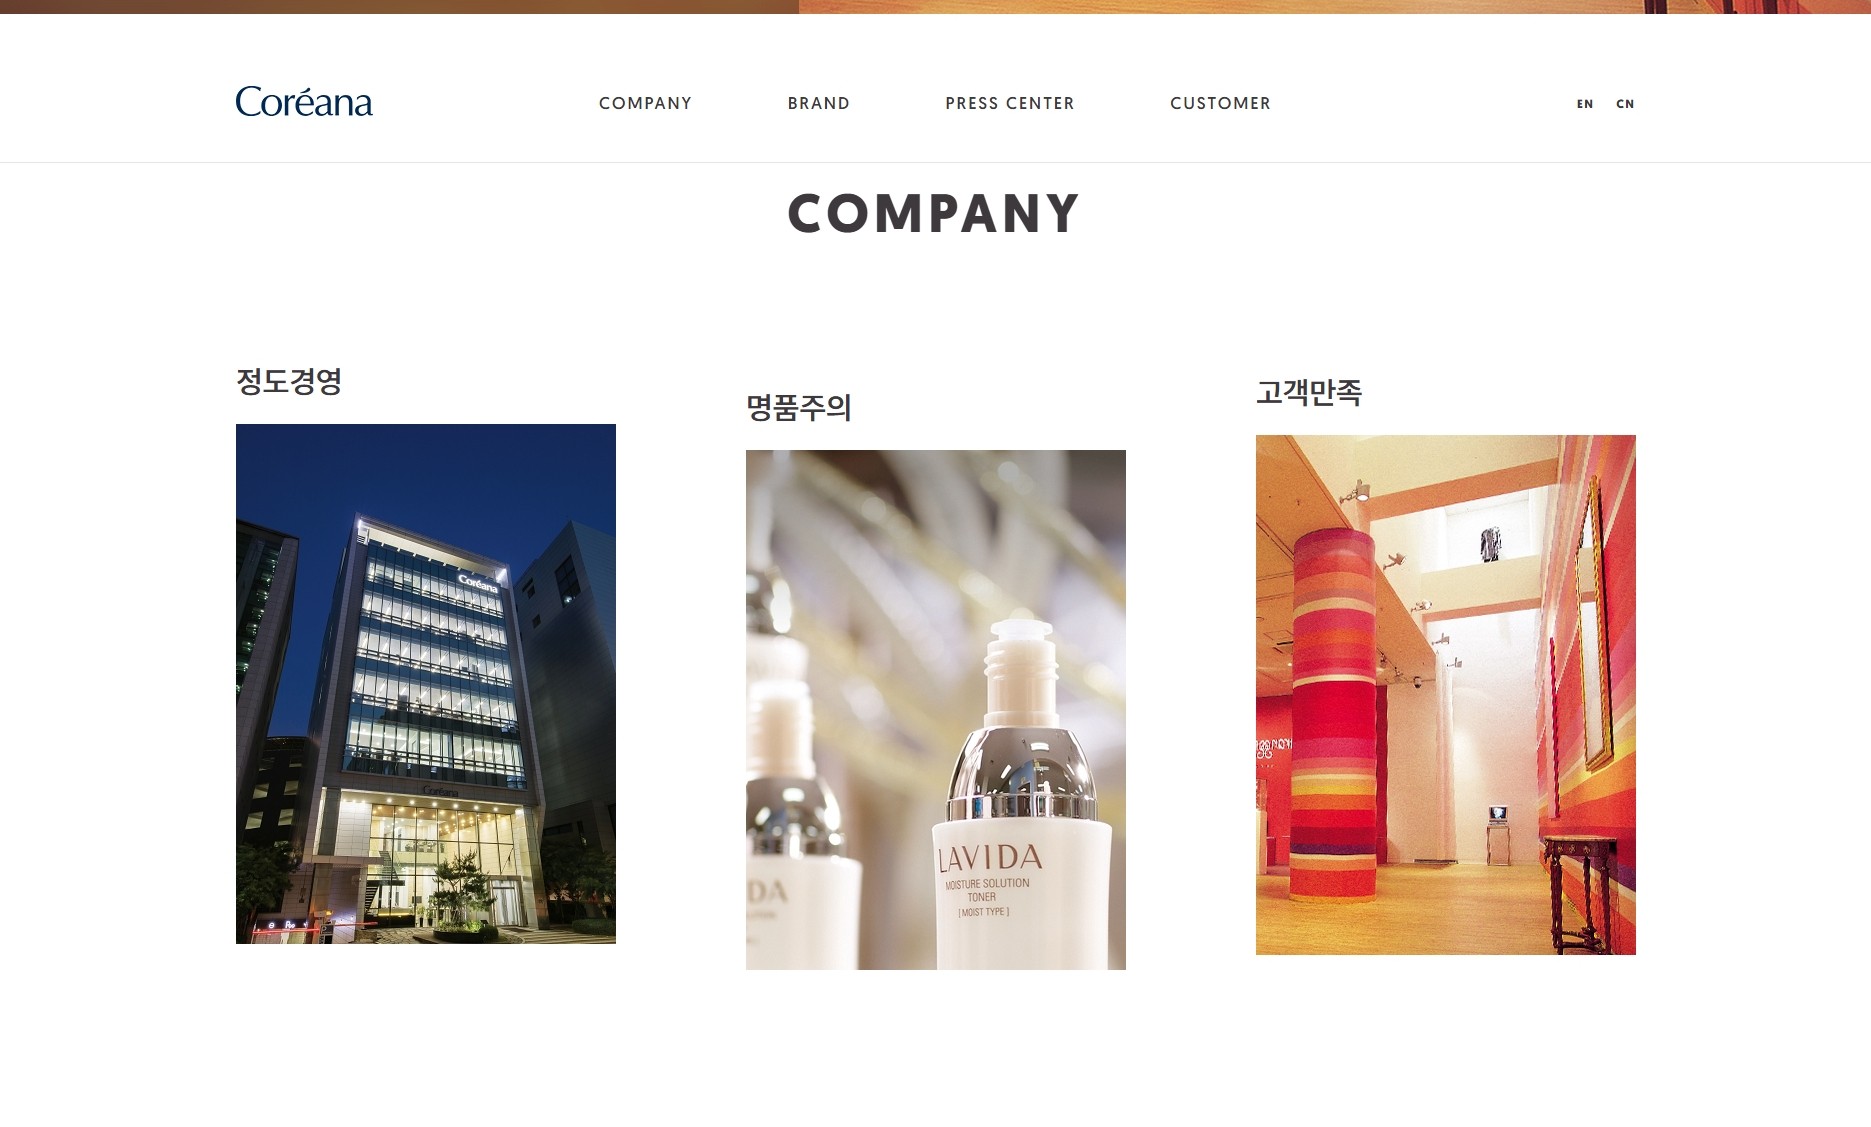 Coréana
COMPANY
BRAND
PRESS CENTER
CUSTOMER
EN
CN
COMPANY
정도경영
명품주의
고객만족
Coréana
Coréana
LAVIDA
MOISTURE SOLUTION
TONER
[ MOIST TYPE ]